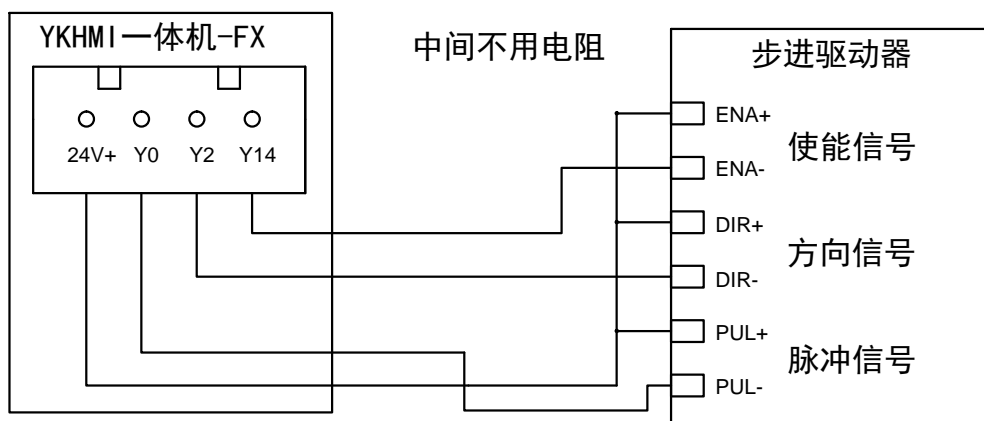 YKHMI一体机-FX
中间不用电阻
步进驱动器
24V+ Y0 Y2 Y14
ENA+
使能信号
ENA-
DIR+
方向信号
DIR-
PUL+
脉冲信号
PUL-